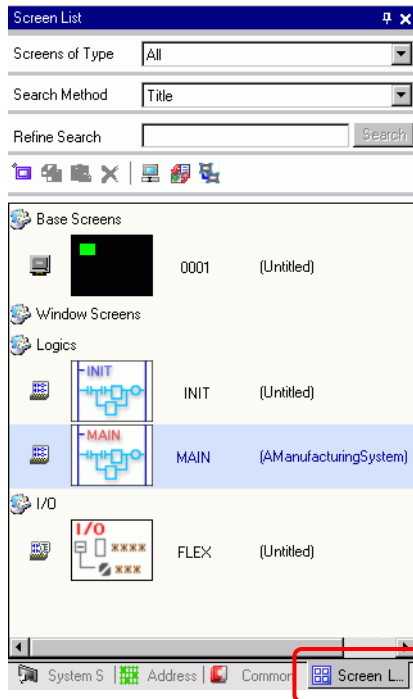 Screen List
Screens of Type All
Search Method Title
Refine Search Search
Base Screens
0001 (Untitled)
Window Screens
Logics
INIT
INIT (Untitled)
MAIN
MAIN (AManufacturingSystem)
I/O
I/O
****
***
FLEX (Untitled)
System S Address Common Screen L...